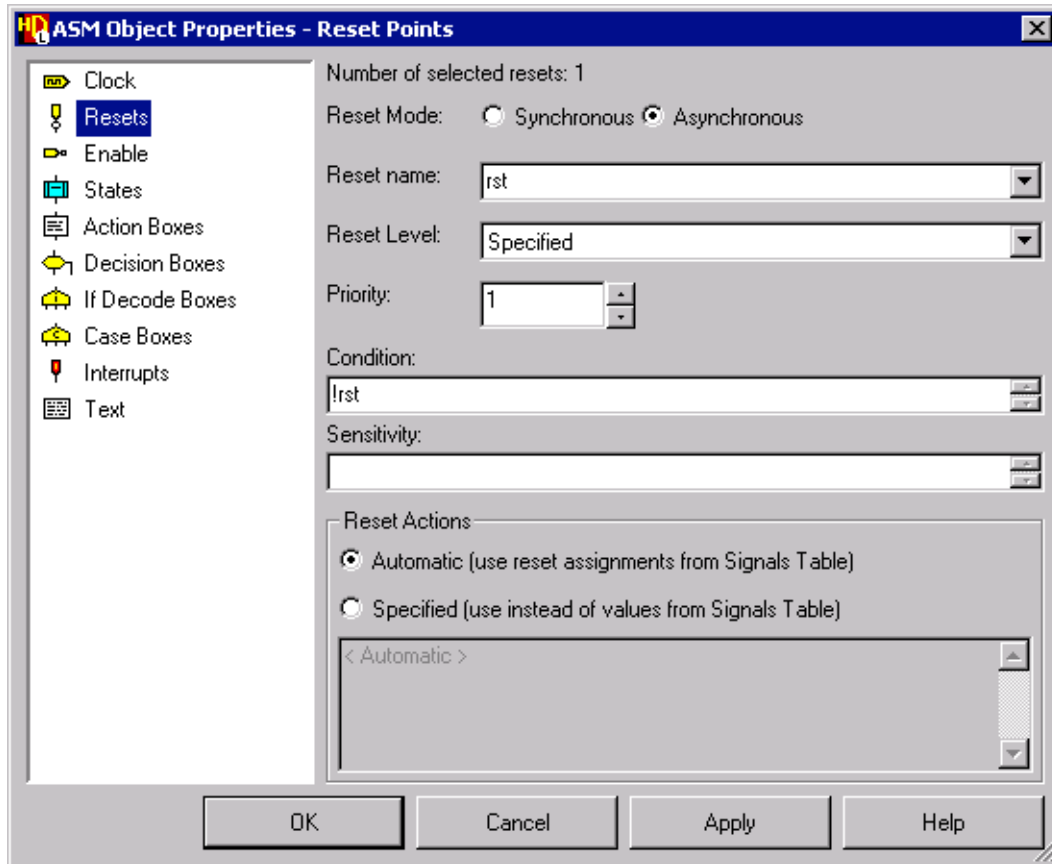 ASM Object Properties - Reset Points
Clock
Resets
Enable
States
Action Boxes
Decision Boxes
If Decode Boxes
Case Boxes
Interrupts
Text
Number of selected resets: 1
Reset Mode: Synchronous Asynchronous
Reset name: rst
Reset Level: Specified
Priority: 1
Condition:
!rst
Sensitivity:
Reset Actions
Automatic (use reset assignments from Signals Table)
Specified (use instead of values from Signals Table)
< Automatic >
OK Cancel Apply Help